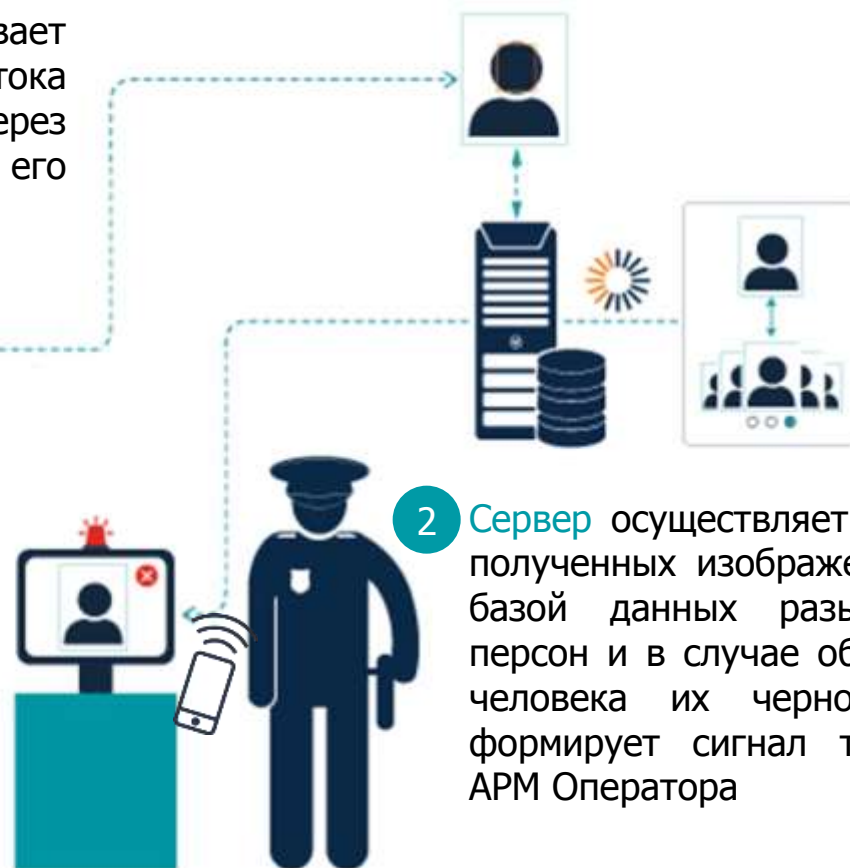 вает
тока
ерез
его
2 Сервер осуществляет
полученных изображе
базой данных разы
персон и в случае об
человека их черно
формирует сигнал т
АРМ Оператора